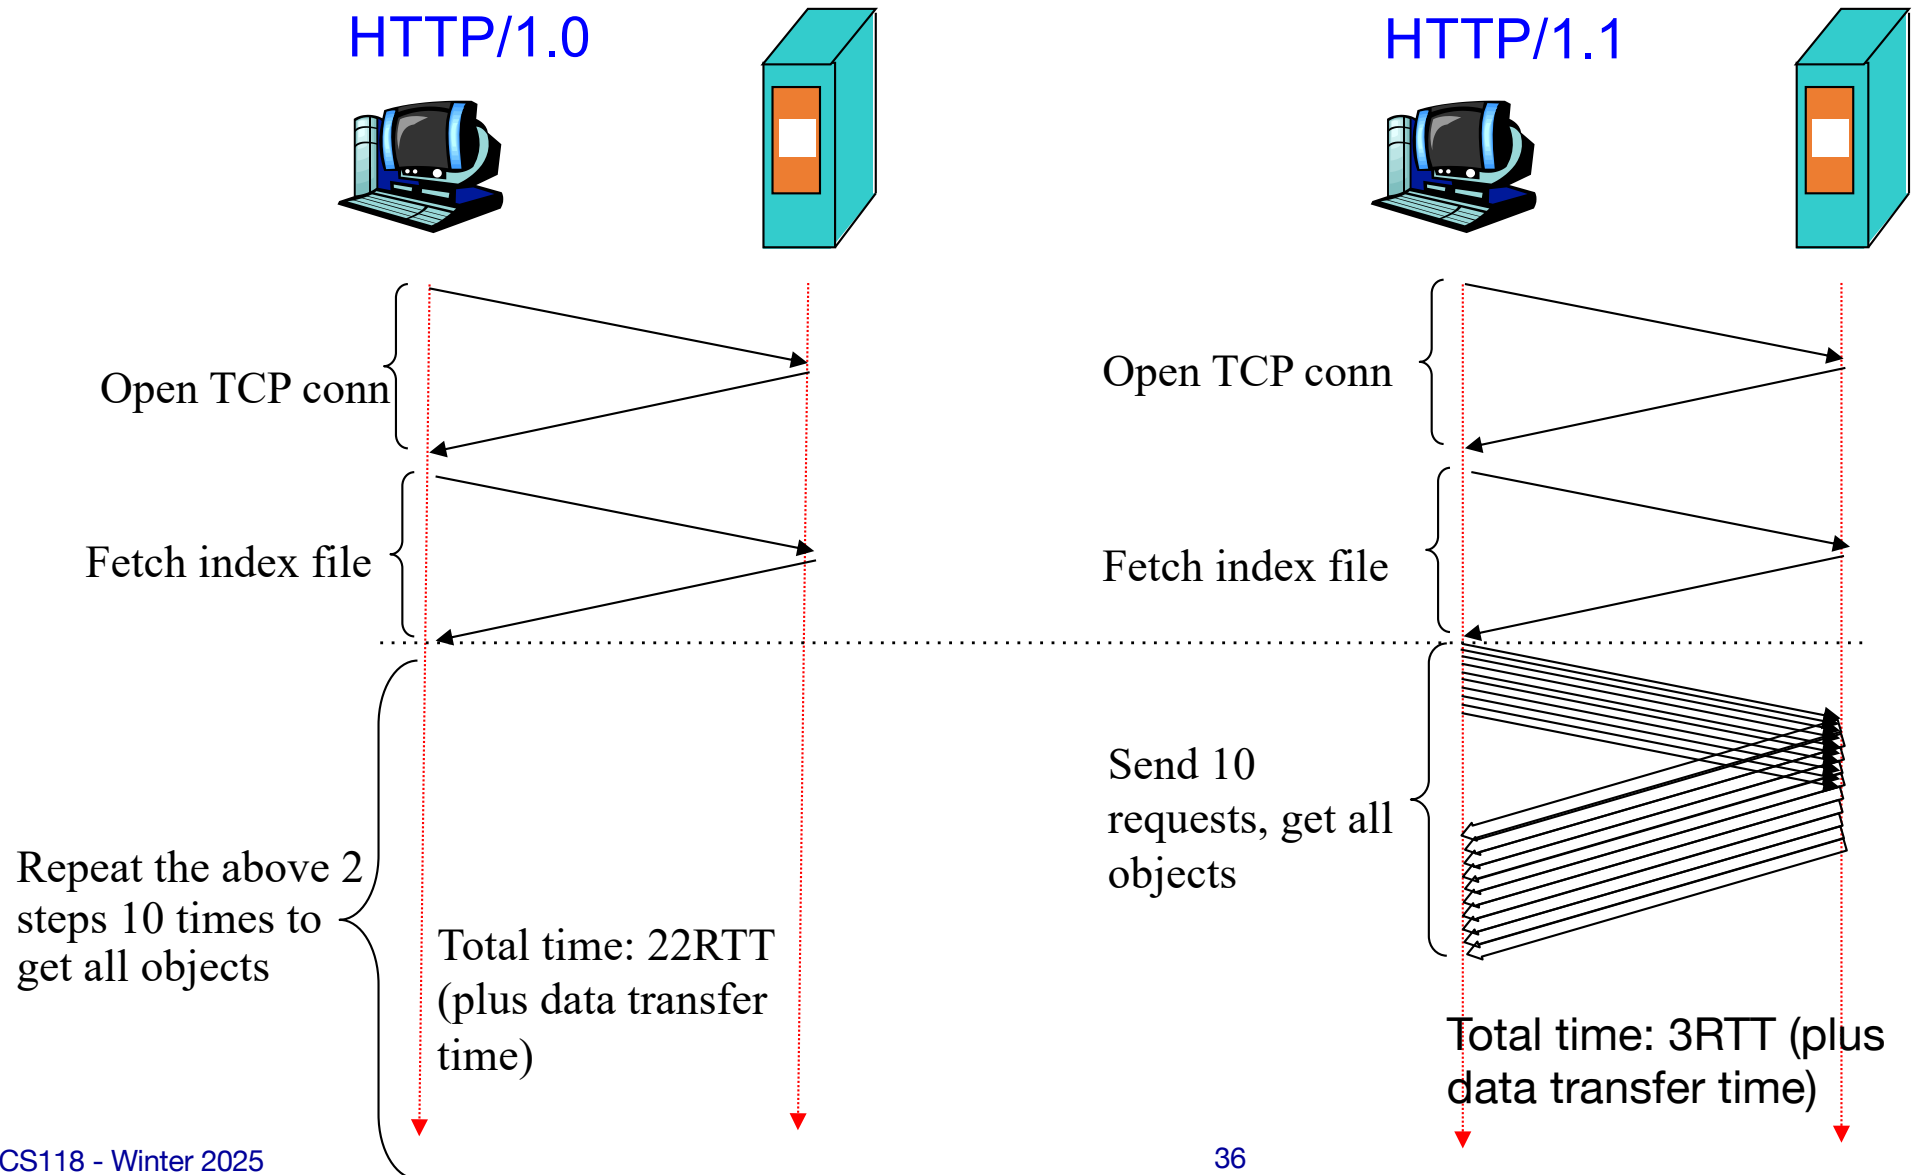 HTTP/1.0
Open TCP conn
Fetch index file
Repeat the above 2
steps 10 times to
get all objects
Total time: 22RTT
(plus data transfer
time)
HTTP/1.1
Open TCP conn
Fetch index file
Send 10
requests, get all
objects
Total time: 3RTT (plus
data transfer time)
CS118 - Winter 2025
36